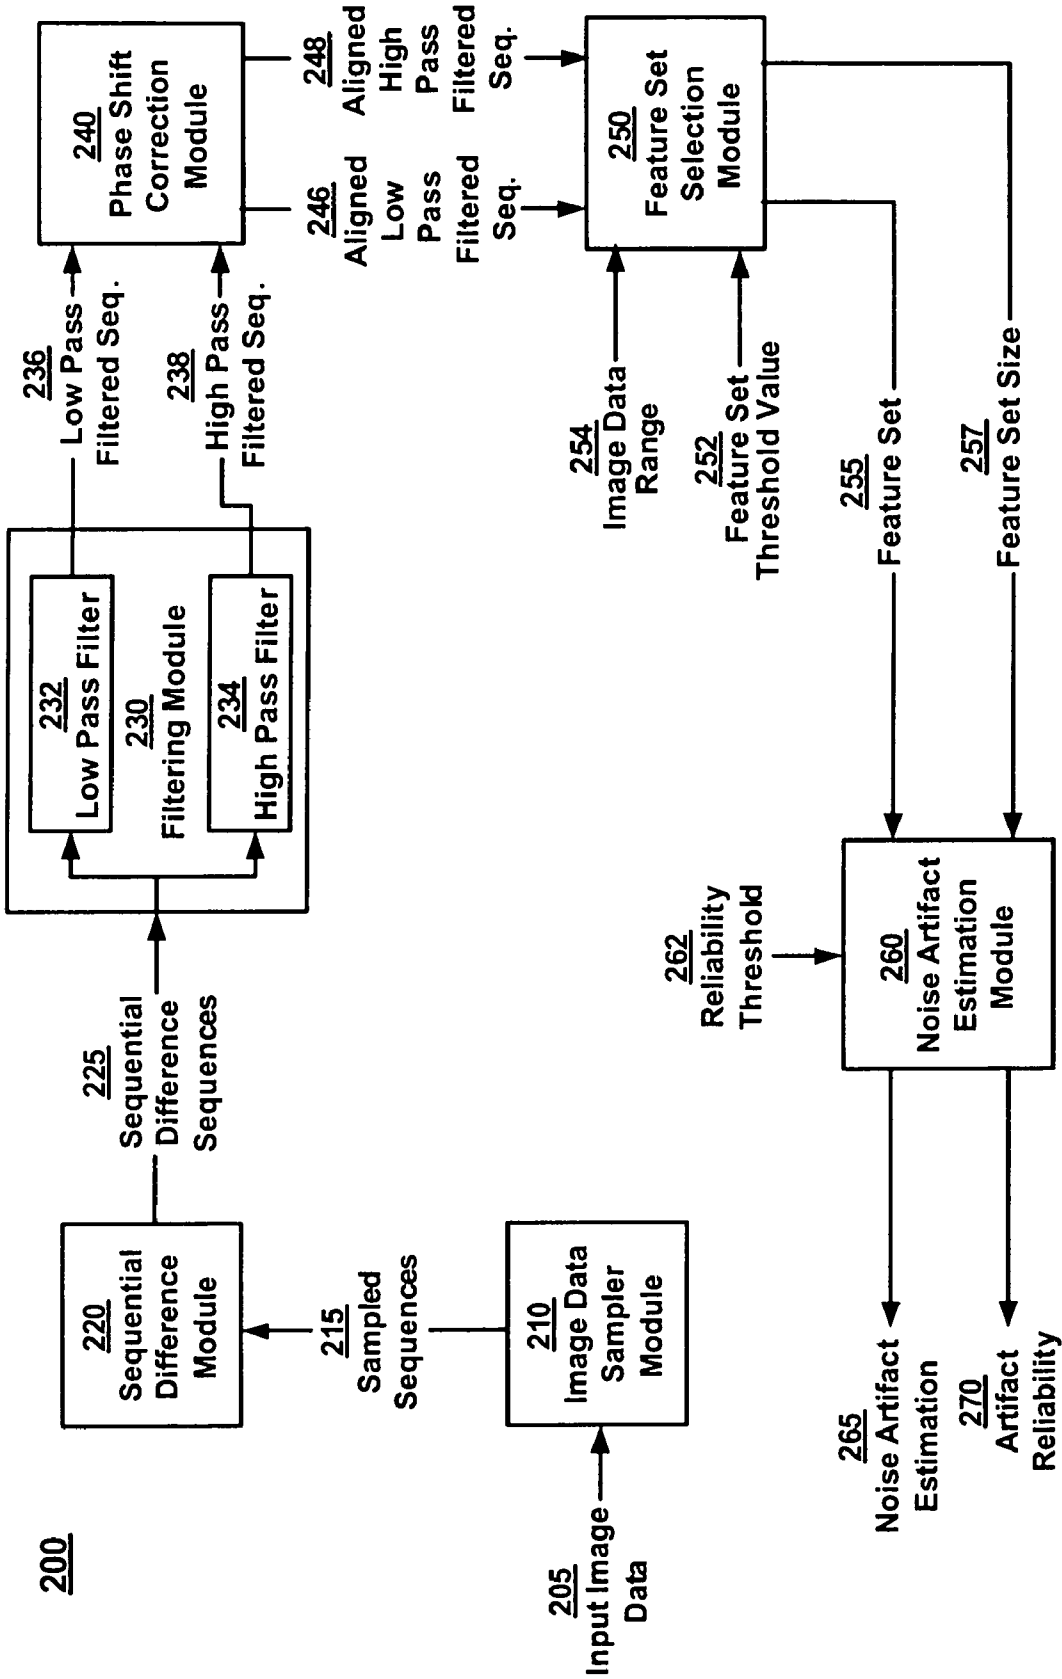 200
205
Input Image
Data
210
Image Data
Sampler
Module
215
Sampled
Sequences
220
Sequential
Difference
Module
225
Sequential
Difference
Sequences
232
Low Pass Filter
230
Filtering Module
234
High Pass Filter
236
Low Pass
Filtered Seq.
238
High Pass
Filtered Seq.
240
Phase Shift
Correction
Module
246
Aligned
Low
Pass
Filtered
Seq.
248
Aligned
High
Pass
Filtered
Seq.
250
Feature Set
Selection
Module
254
Image Data
Range
252
Feature Set
Threshold Value
255
Feature Set
257
Feature Set Size
262
Reliability
Threshold
260
Noise Artifact
Estimation
Module
265
Noise Artifact
Estimation
270
Artifact
Reliability